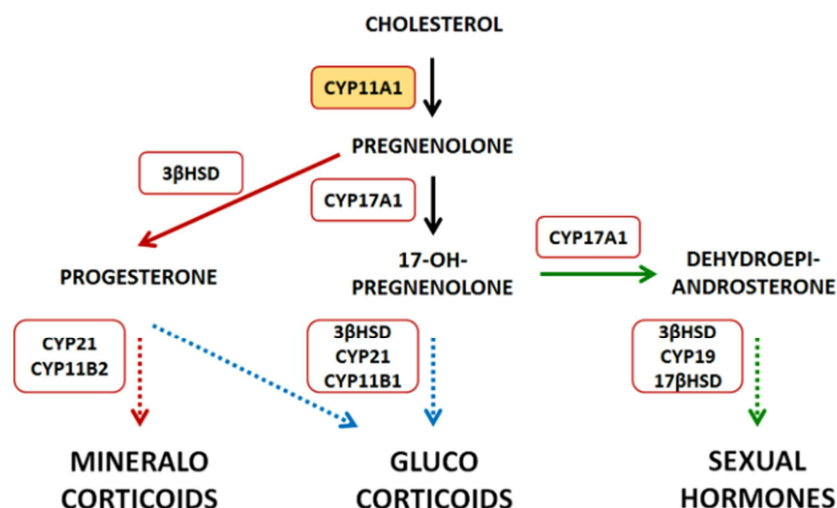 CHOLESTEROL
CYP11A1
PREGNENOLONE
3βHSD
CYP17A1
CYP17A1
PROGESTERONE
17-OH-
PREGNENOLONE
DEHYDROEPI-
ANDROSTERONE
CYP21
CYP11B2
3βHSD
CYP21
CYP11B1
3βHSD
CYP19
17βHSD
MINERALO
CORTICOIDS
GLUCO
CORTICOIDS
SEXUAL
HORMONES